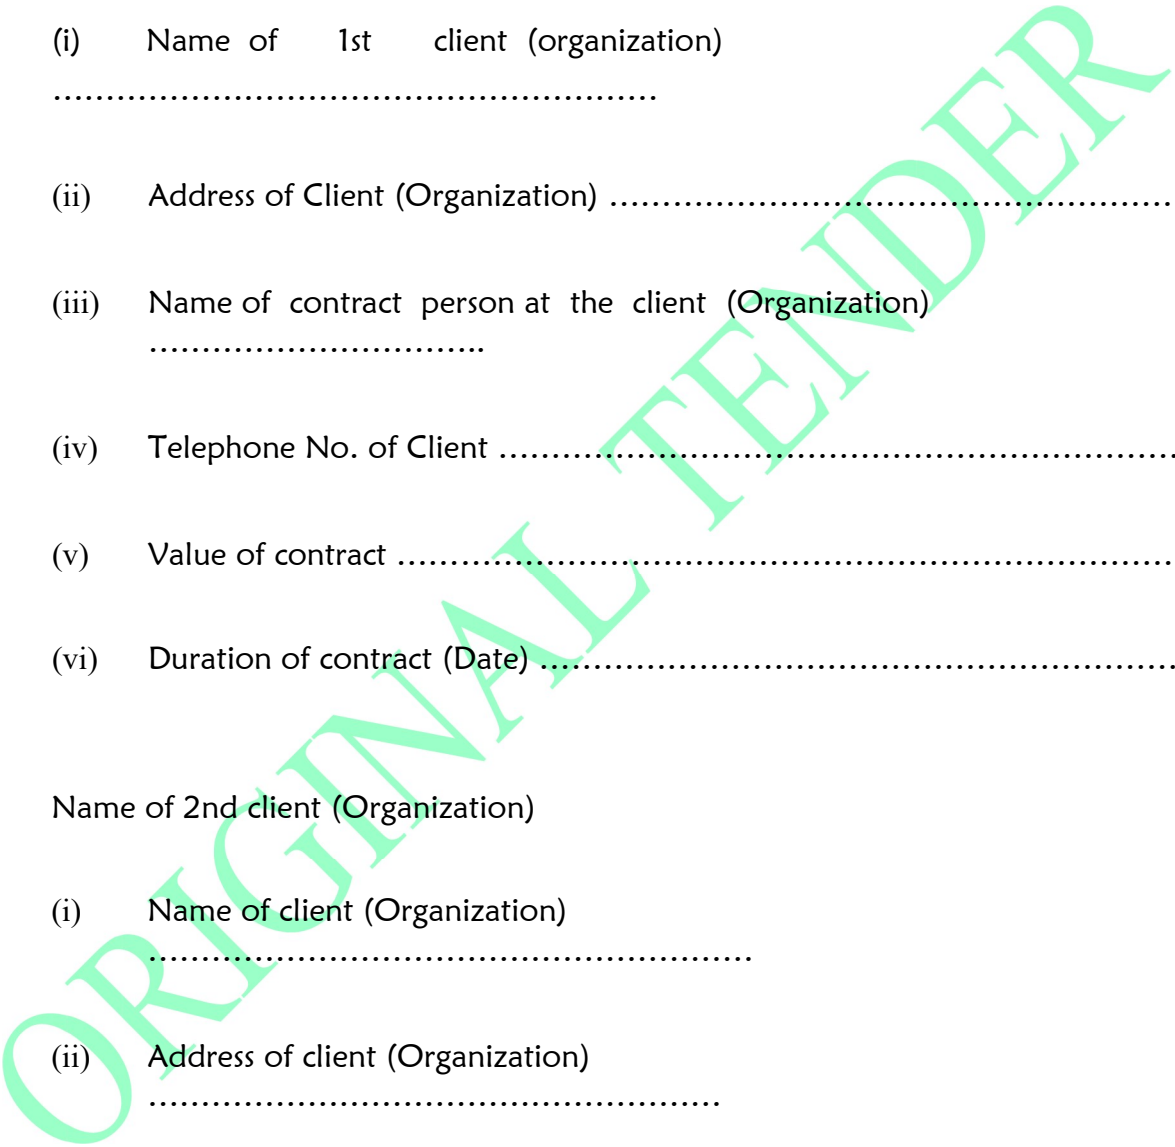 (i) Name of 1st client (organization)
………………………………………………….
(ii) Address of Client (Organization) ………………………………………………
(iii) Name of contract person at the client (Organization)
…………………………..
(iv) Telephone No. of Client ……………………………………………………….
(v) Value of contract ……………………………………………………………….
(vi) Duration of contract (Date) ……………………………………………………
Name of 2nd client (Organization)
(i) Name of client (Organization)
…………………………………………………
(ii) Address of client (Organization)
………………………………………………
ORIGINAL TENDER